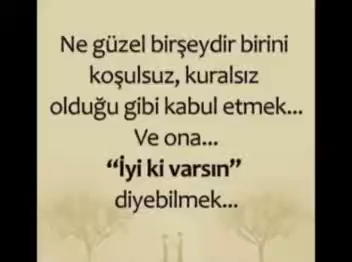 Ne güzel birşeydir birini
koşulsuz, kuralsız
olduğu gibi kabul etmek...
Ve ona...
“İyi ki varsın”
diyebilmek...